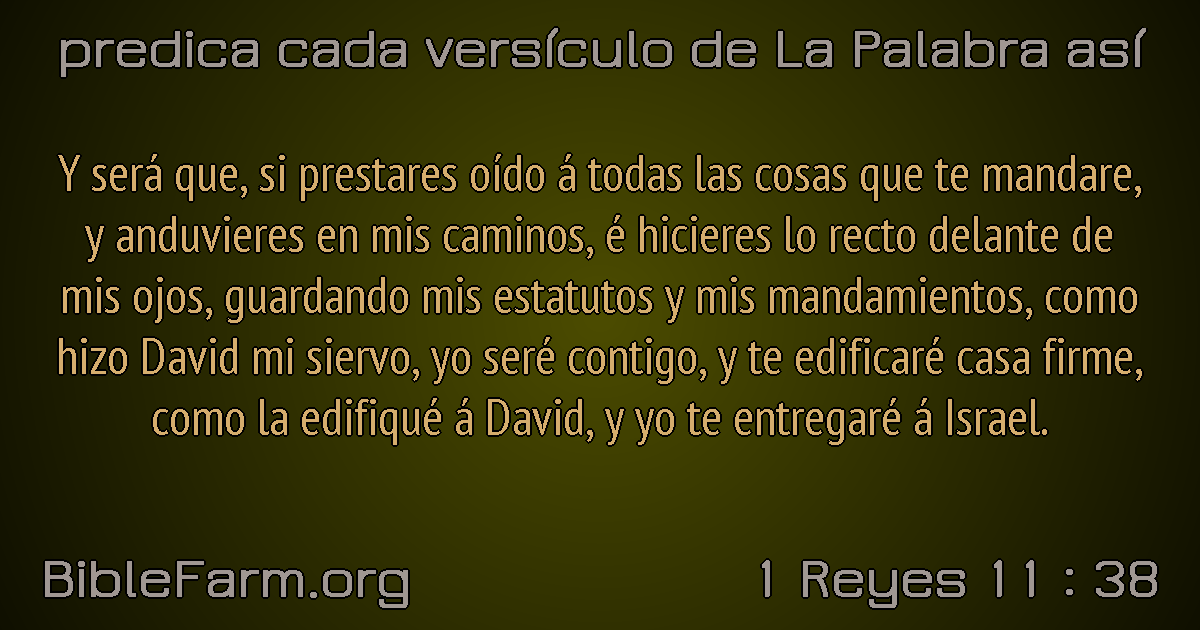 predica cada versículo de La Palabra así
Y será que, si prestares oído á todas las cosas que te mandare,
y anduvieres en mis caminos, é hicieres lo recto delante de
mis ojos, guardando mis estatutos y mis mandamientos, como
hizo David mi siervo, yo seré contigo, y te edificaré casa firme,
como la edifiqué á David, y yo te entregaré á Israel.
BibleFarm.org
1 Reyes 11 : 38